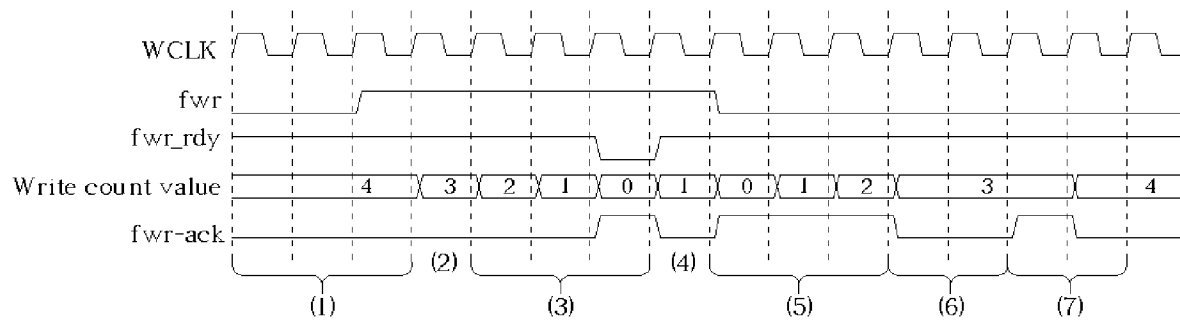 WCLK
fwr
fwr_rdy
Write count value 4 3 2 1 0 1 0 1 2 3 4
fwr-ack
(1) (2) (3) (4) (5) (6) (7)